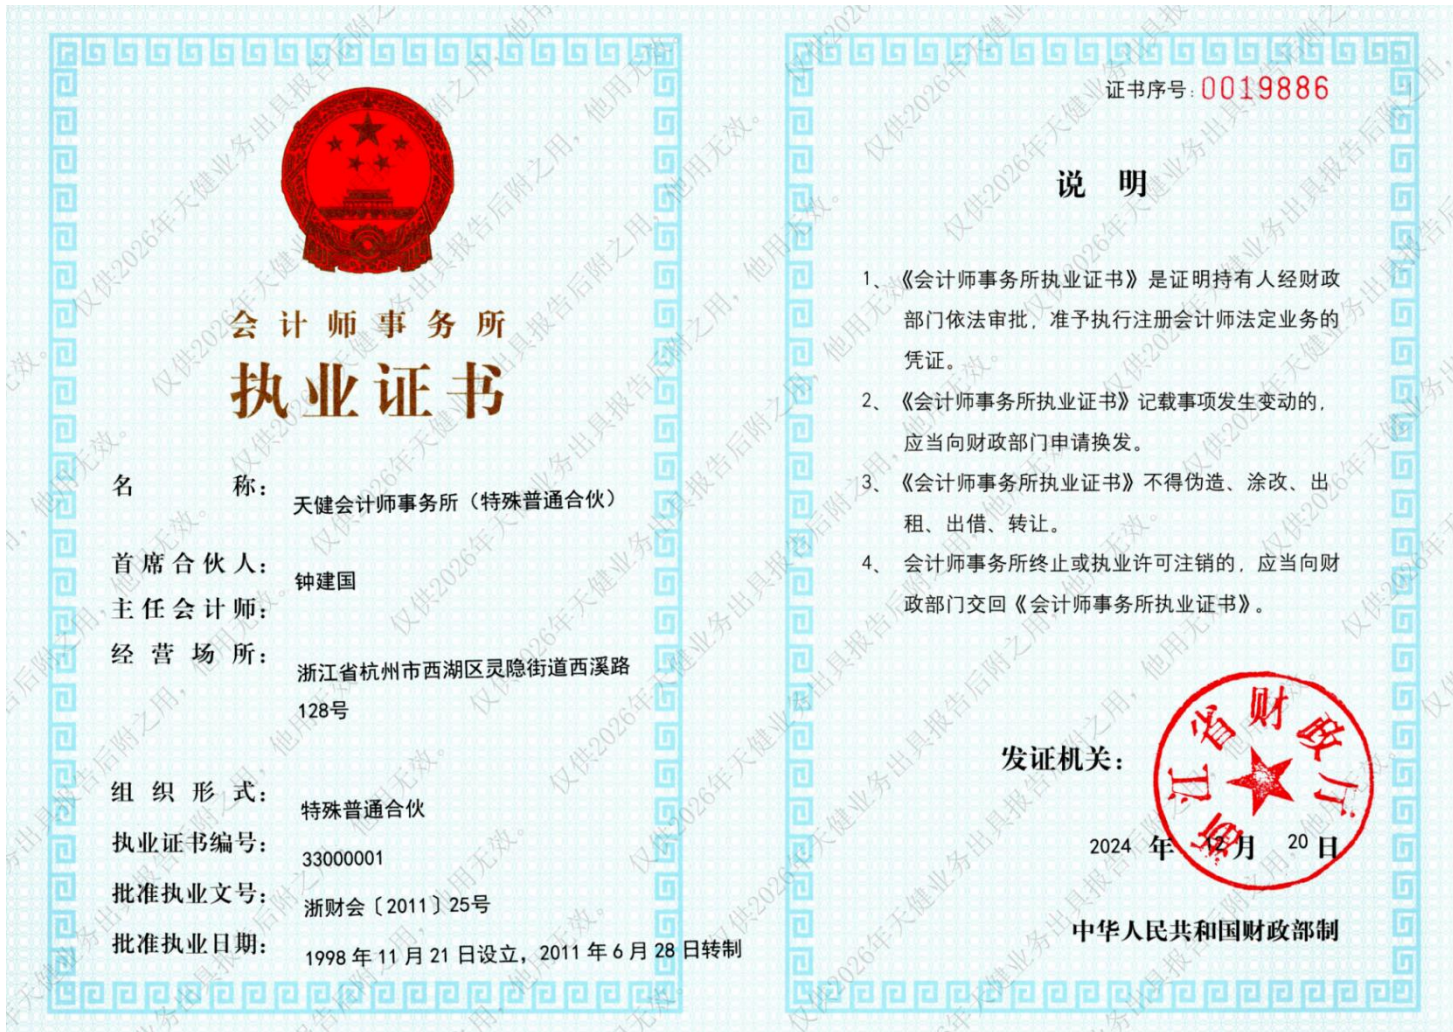 会计师事务所
执业证书
名称：
天健会计师事务所（特殊普通合伙）
首席合伙人：
钟建国
主任会计师：
经营场所：
浙江省杭州市西湖区灵隐街道西溪路
128号
组织形式：
特殊普通合伙
执业证书编号：
33000001
批准执业文号：
浙财会〔2011〕25号
批准执业日期：
1998 年 11 月 21 日设立，2011 年 6 月 28 日转制
证书序号：0019886
说 明
1、《会计师事务所执业证书》是证明持有人经财政
部门依法审批，准予执行注册会计师法定业务的
凭证。
2、《会计师事务所执业证书》记载事项发生变动的，
应当向财政部门申请换发。
3、《会计师事务所执业证书》不得伪造、涂改、出
租、出借、转让。
4、会计师事务所终止或执业许可注销的，应当向财
政部门交回《会计师事务所执业证书》。
发证机关：
浙江省财政厅
2024 年 12 月 20 日
中华人民共和国财政部制
仅供2026年天健业务出具报告后附之用，他用无效。